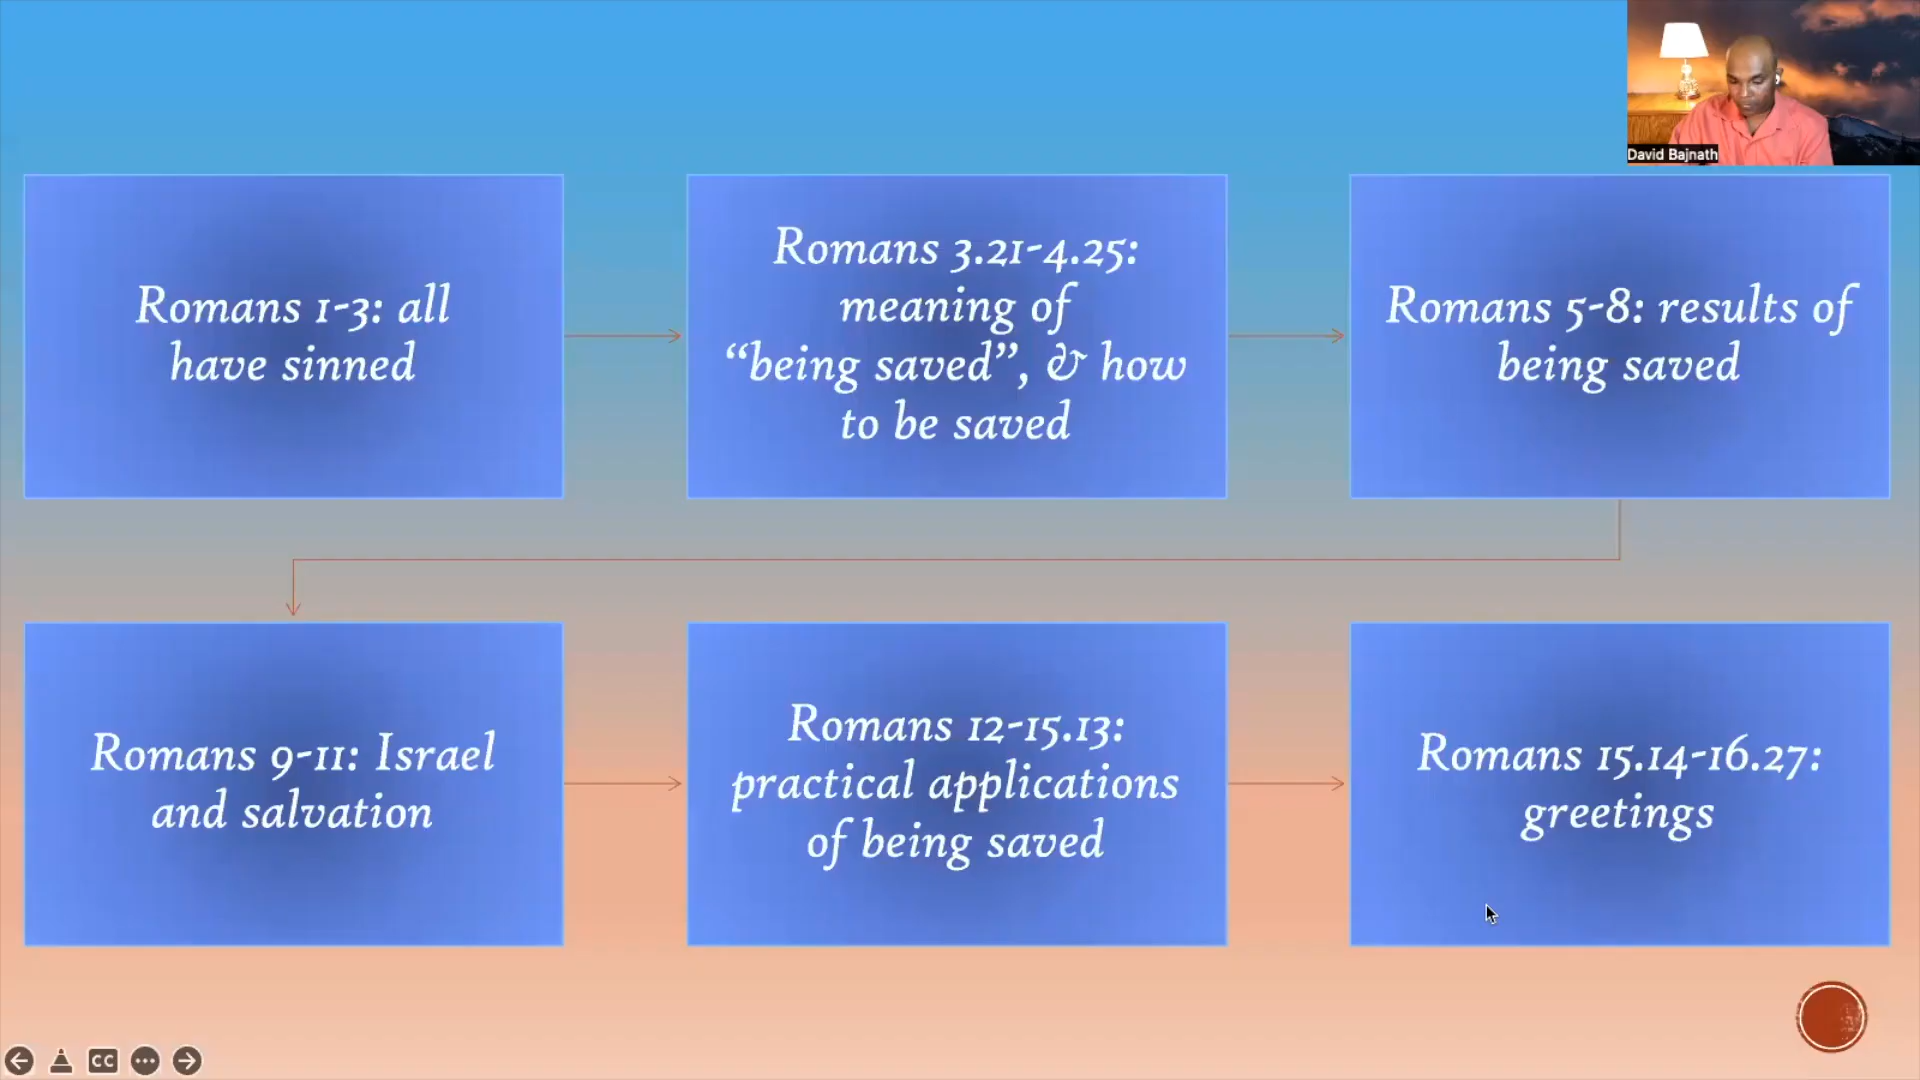 David Bajnath
Romans 1-3: all
have sinned
Romans 3.21-4.25:
meaning of
“being saved”, & how
to be saved
Romans 5-8: results of
being saved
Romans 9-11: Israel
and salvation
Romans 12-15.13:
practical applications
of being saved
Romans 15.14-16.27:
greetings
CC